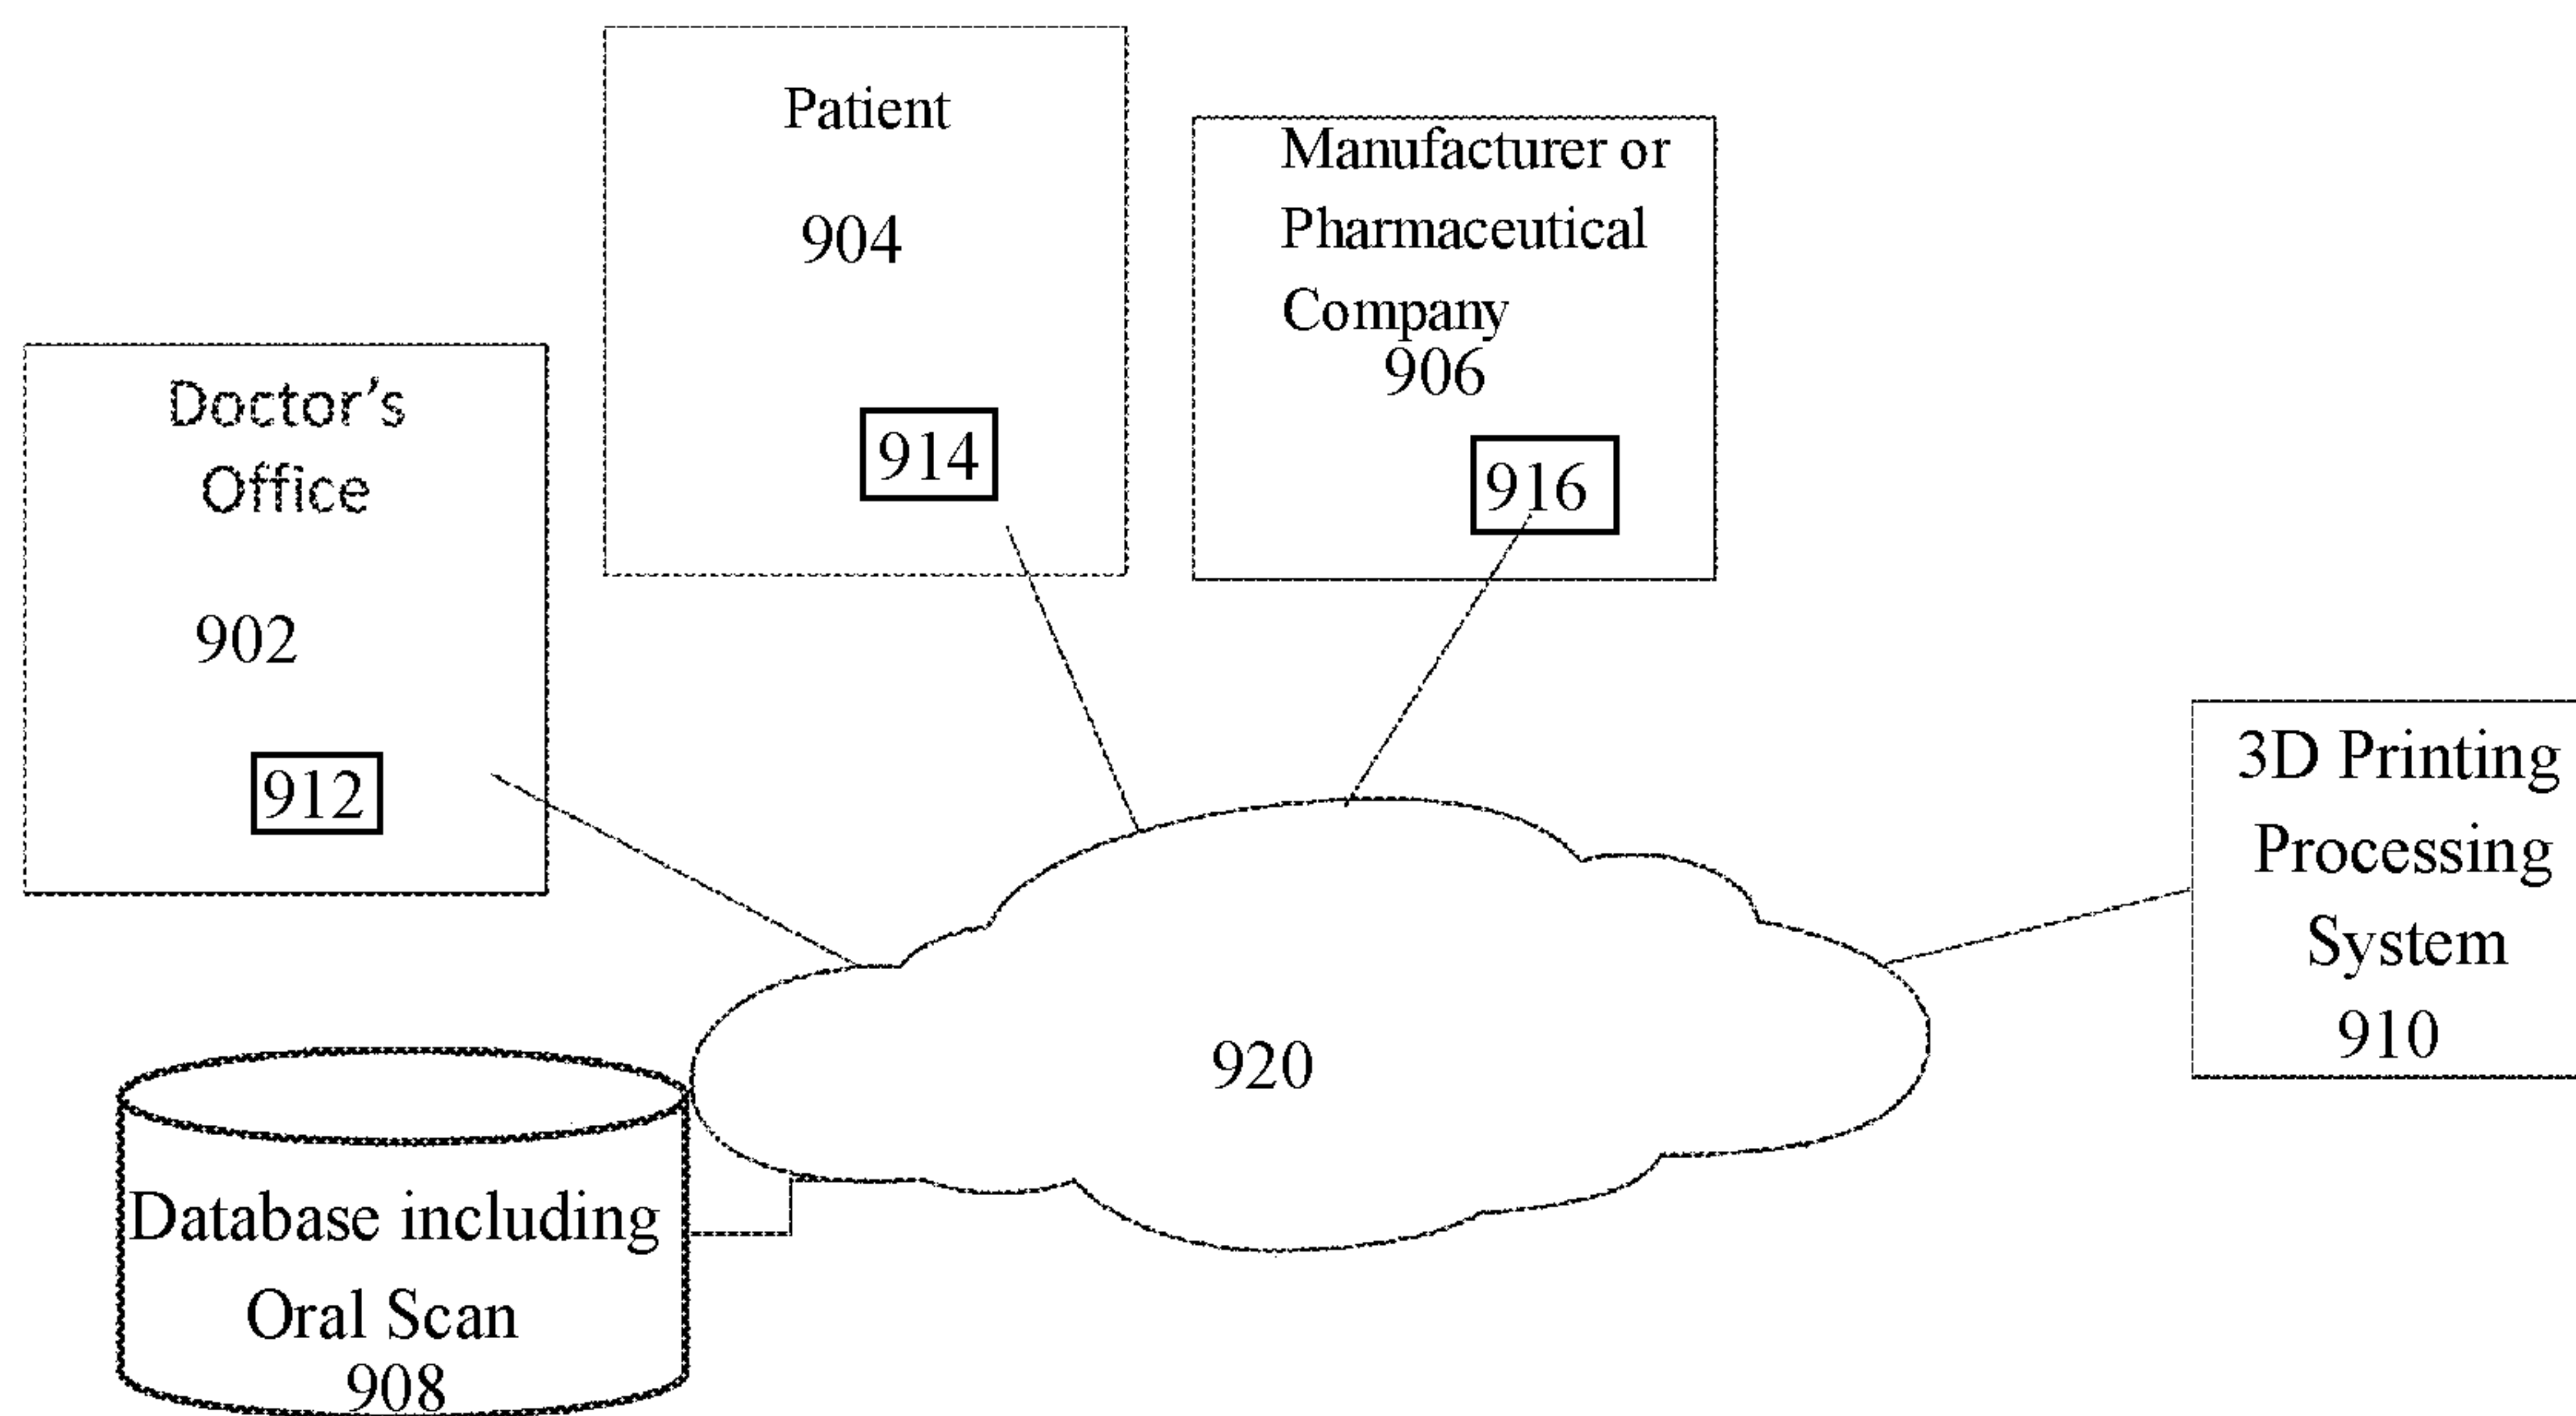 Patient
904
914
Manufacturer or
Pharmaceutical
Company
906
916
Doctor's
Office
902
912
3D Printing
Processing
System
910
920
Database including
Oral Scan
908